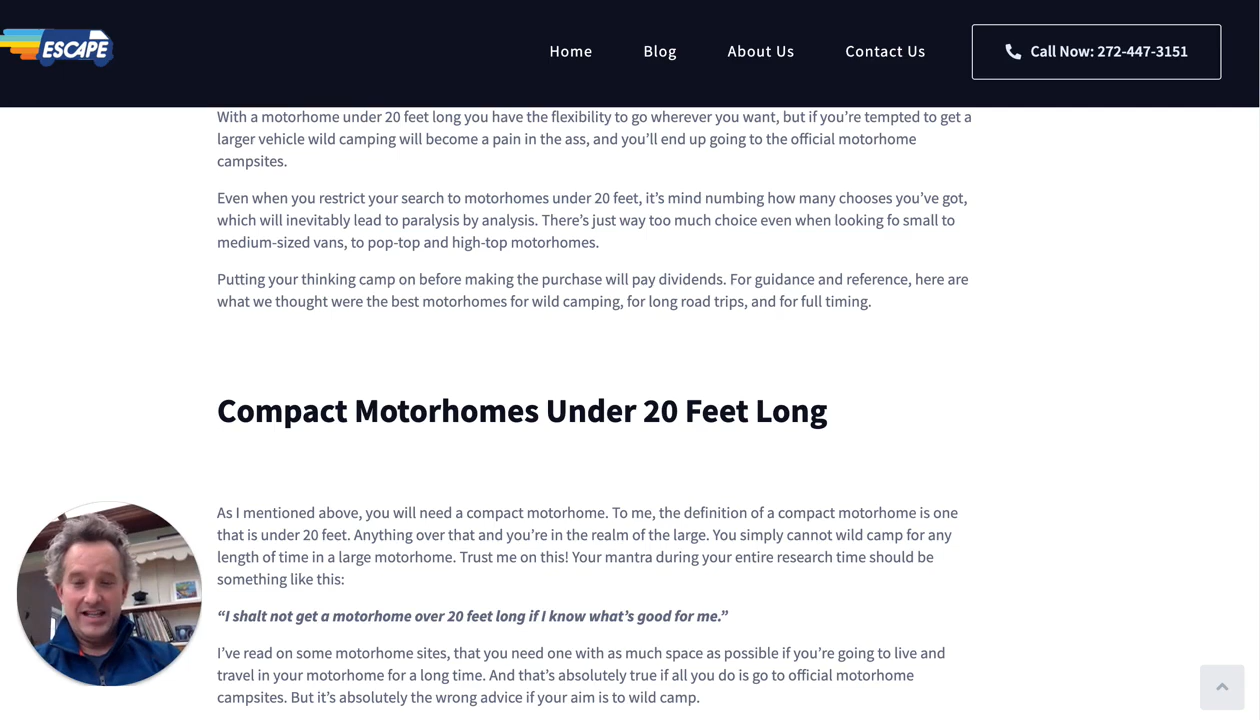 ESCAPE
Home
Blog
About Us
Contact Us
Call Now: 272-447-3151
With a motorhome under 20 feet long you have the flexibility to go wherever you want, but if you’re tempted to get a
larger vehicle wild camping will become a pain in the ass, and you’ll end up going to the official motorhome
campsites.
Even when you restrict your search to motorhomes under 20 feet, it’s mind numbing how many chooses you’ve got,
which will inevitably lead to paralysis by analysis. There’s just way too much choice even when looking fo small to
medium-sized vans, to pop-top and high-top motorhomes.
Putting your thinking camp on before making the purchase will pay dividends. For guidance and reference, here are
what we thought were the best motorhomes for wild camping, for long road trips, and for full timing.
Compact Motorhomes Under 20 Feet Long
As I mentioned above, you will need a compact motorhome. To me, the definition of a compact motorhome is one
that is under 20 feet. Anything over that and you’re in the realm of the large. You simply cannot wild camp for any
length of time in a large motorhome. Trust me on this! Your mantra during your entire research time should be
something like this:
“I shalt not get a motorhome over 20 feet long if I know what’s good for me.”
I’ve read on some motorhome sites, that you need one with as much space as possible if you’re going to live and
travel in your motorhome for a long time. And that’s absolutely true if all you do is go to official motorhome
campsites. But it’s absolutely the wrong advice if your aim is to wild camp.